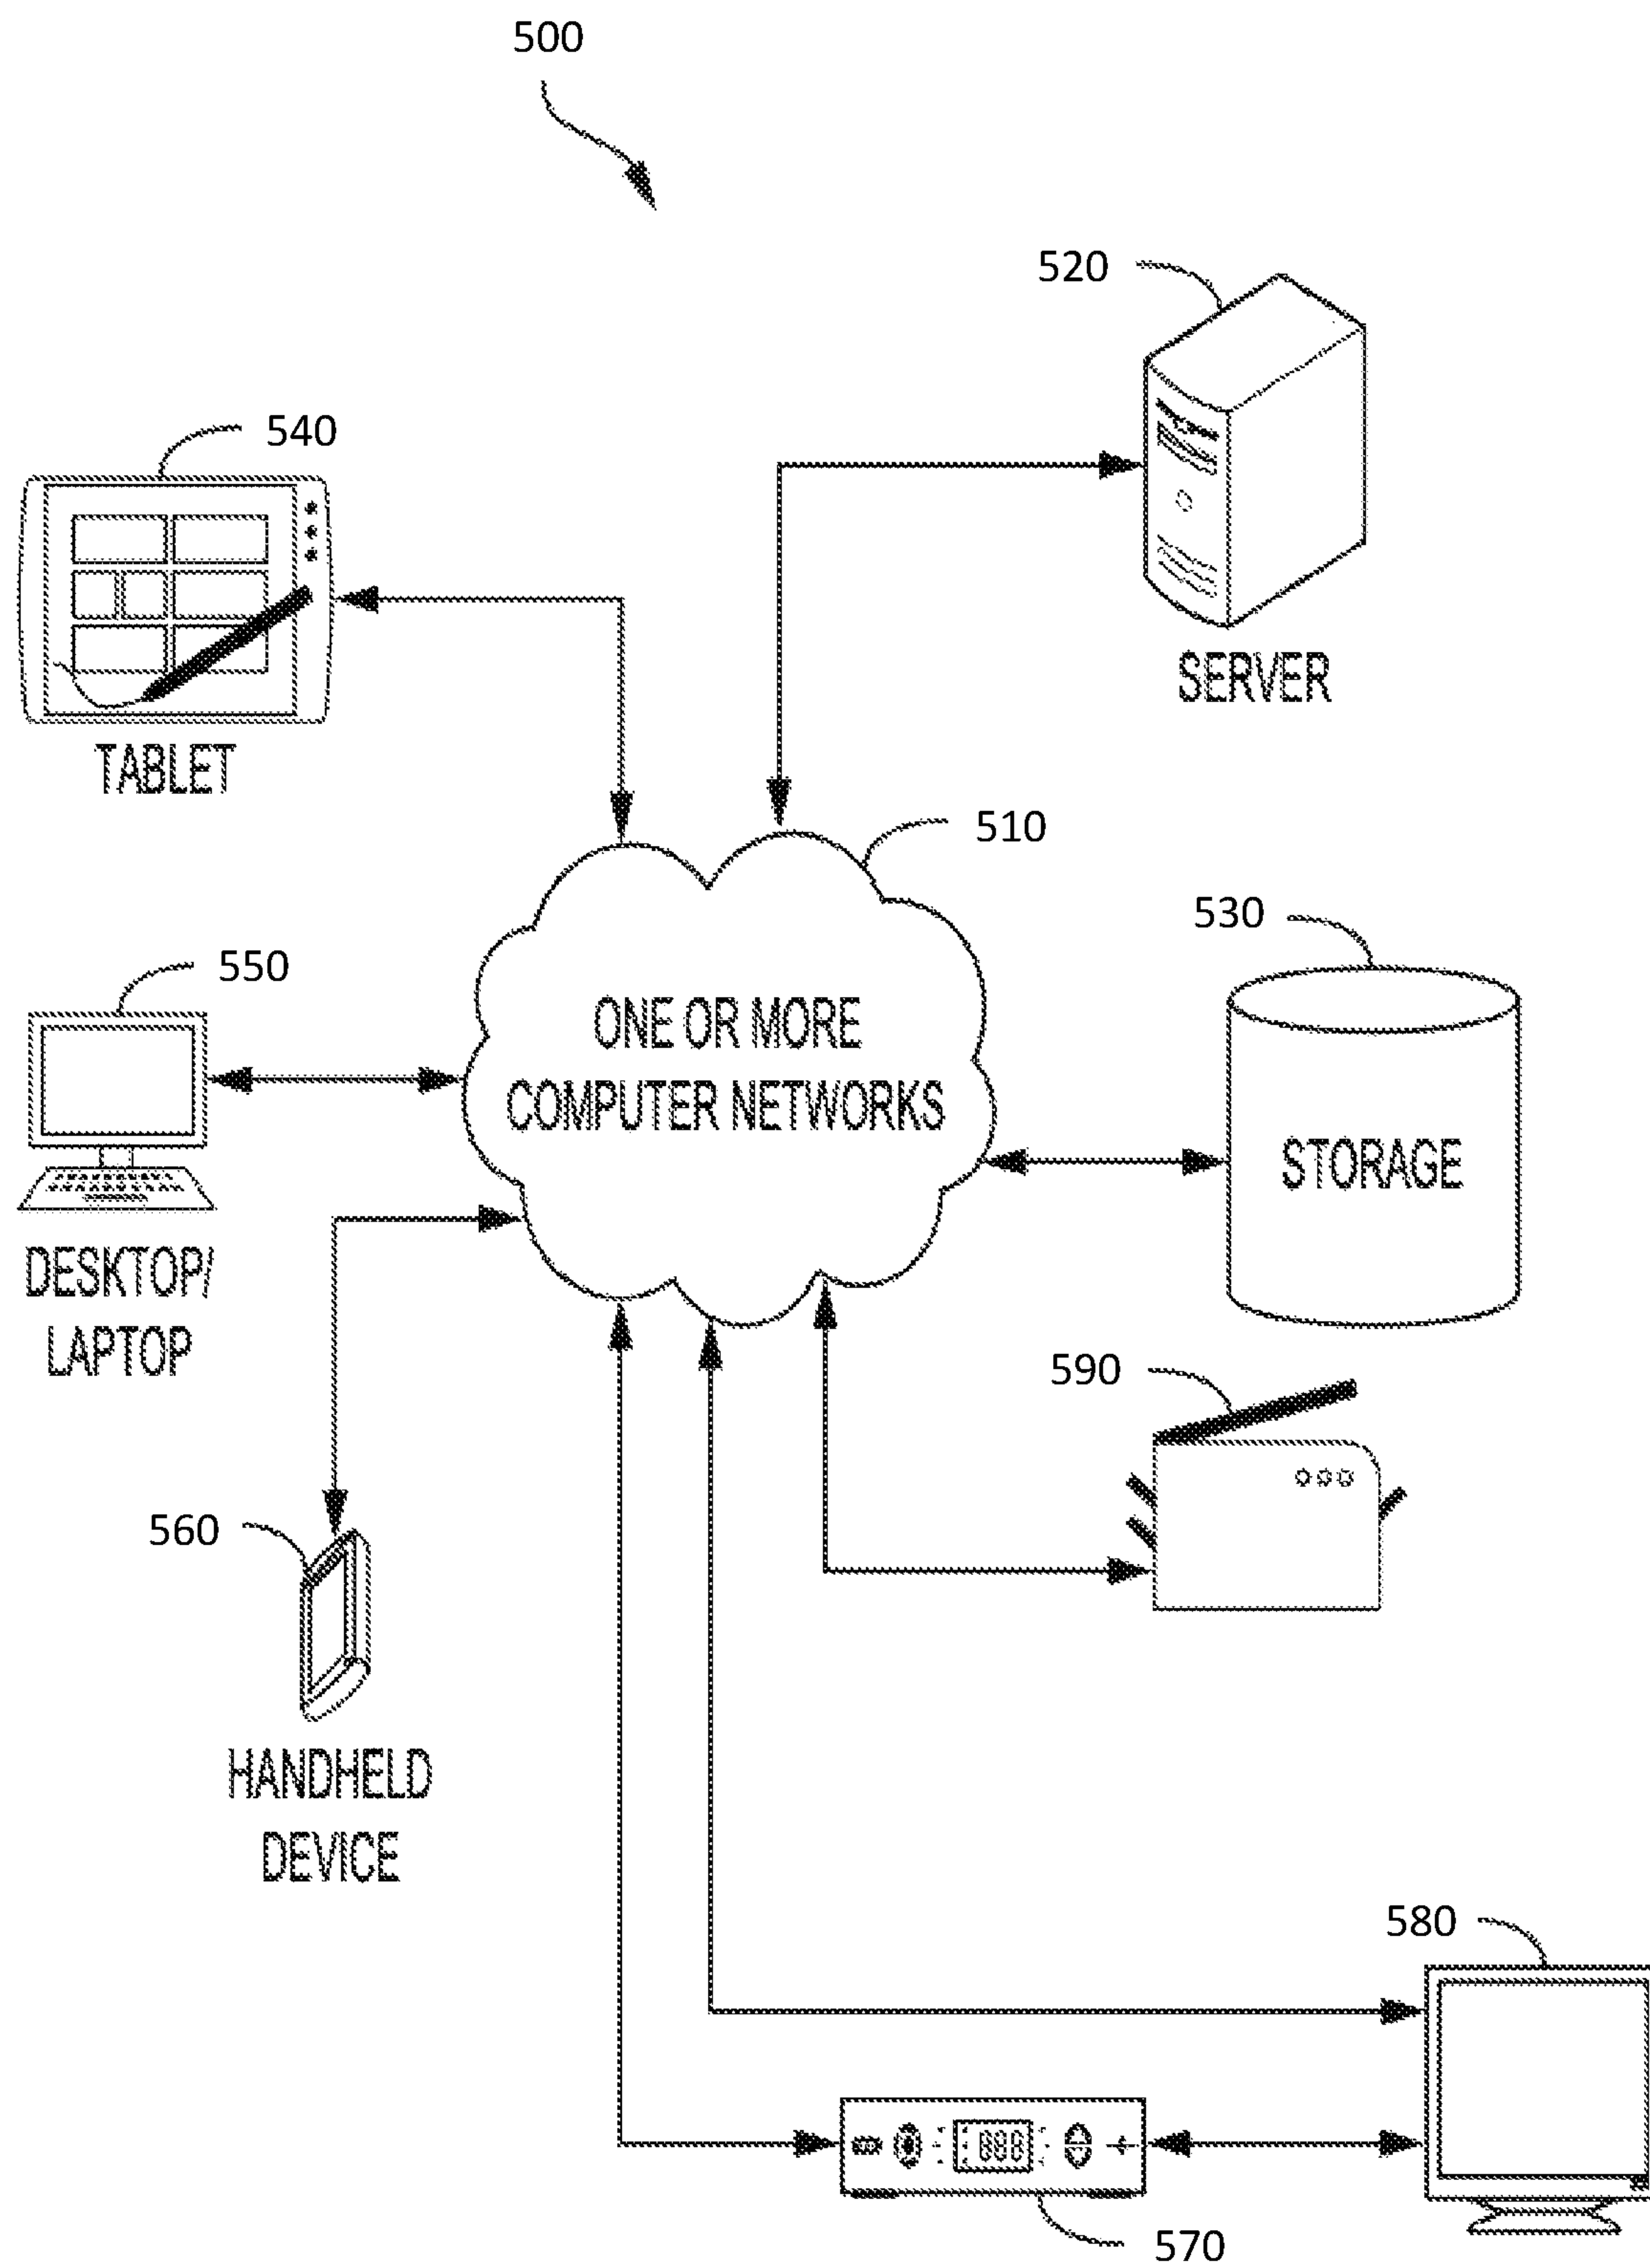 500
520
540
SERVER
TABLET
510
530
550
ONE OR MORE
COMPUTER NETWORKS
STORAGE
DESKTOP/
LAPTOP
590
560
HANDHELD
DEVICE
580
570